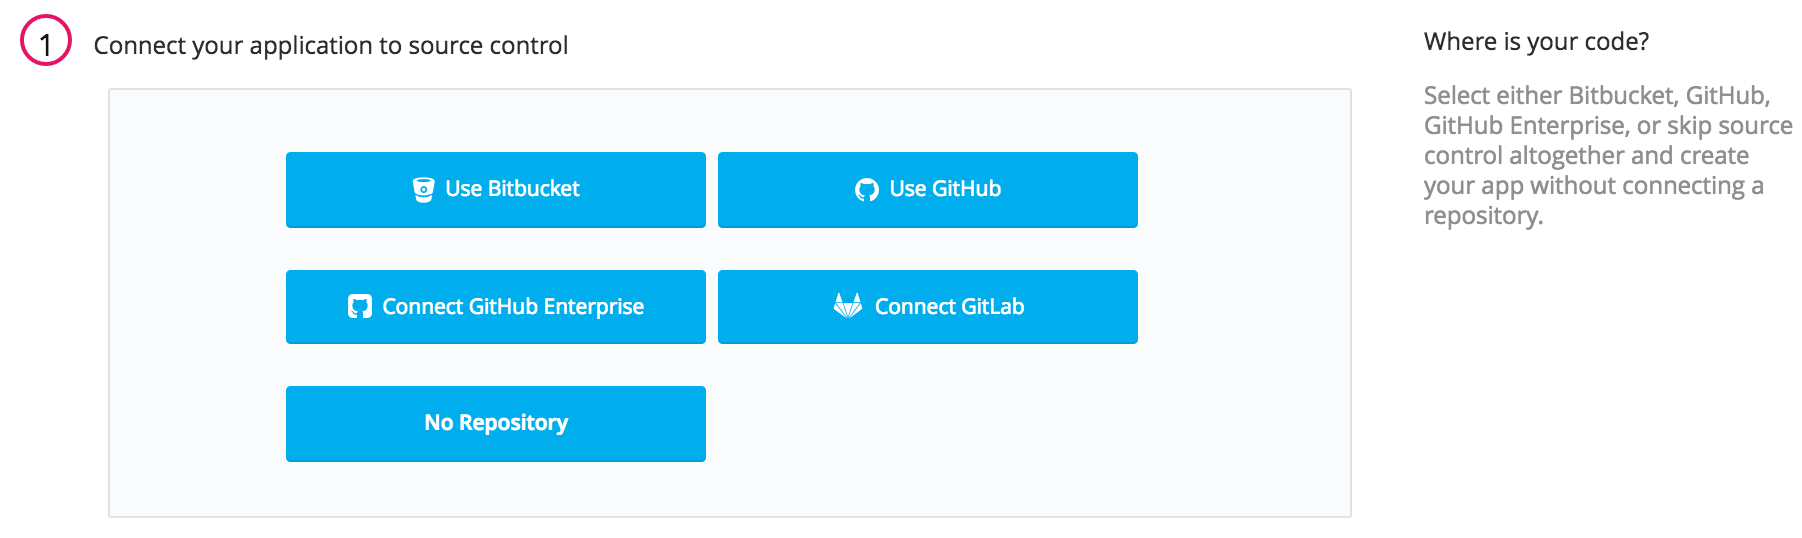 1
Connect your application to source control
Use Bitbucket
Use GitHub
Connect GitHub Enterprise
Connect GitLab
No Repository
Where is your code?
Select either Bitbucket, GitHub,
GitHub Enterprise, or skip source
control altogether and create
your app without connecting a
repository.